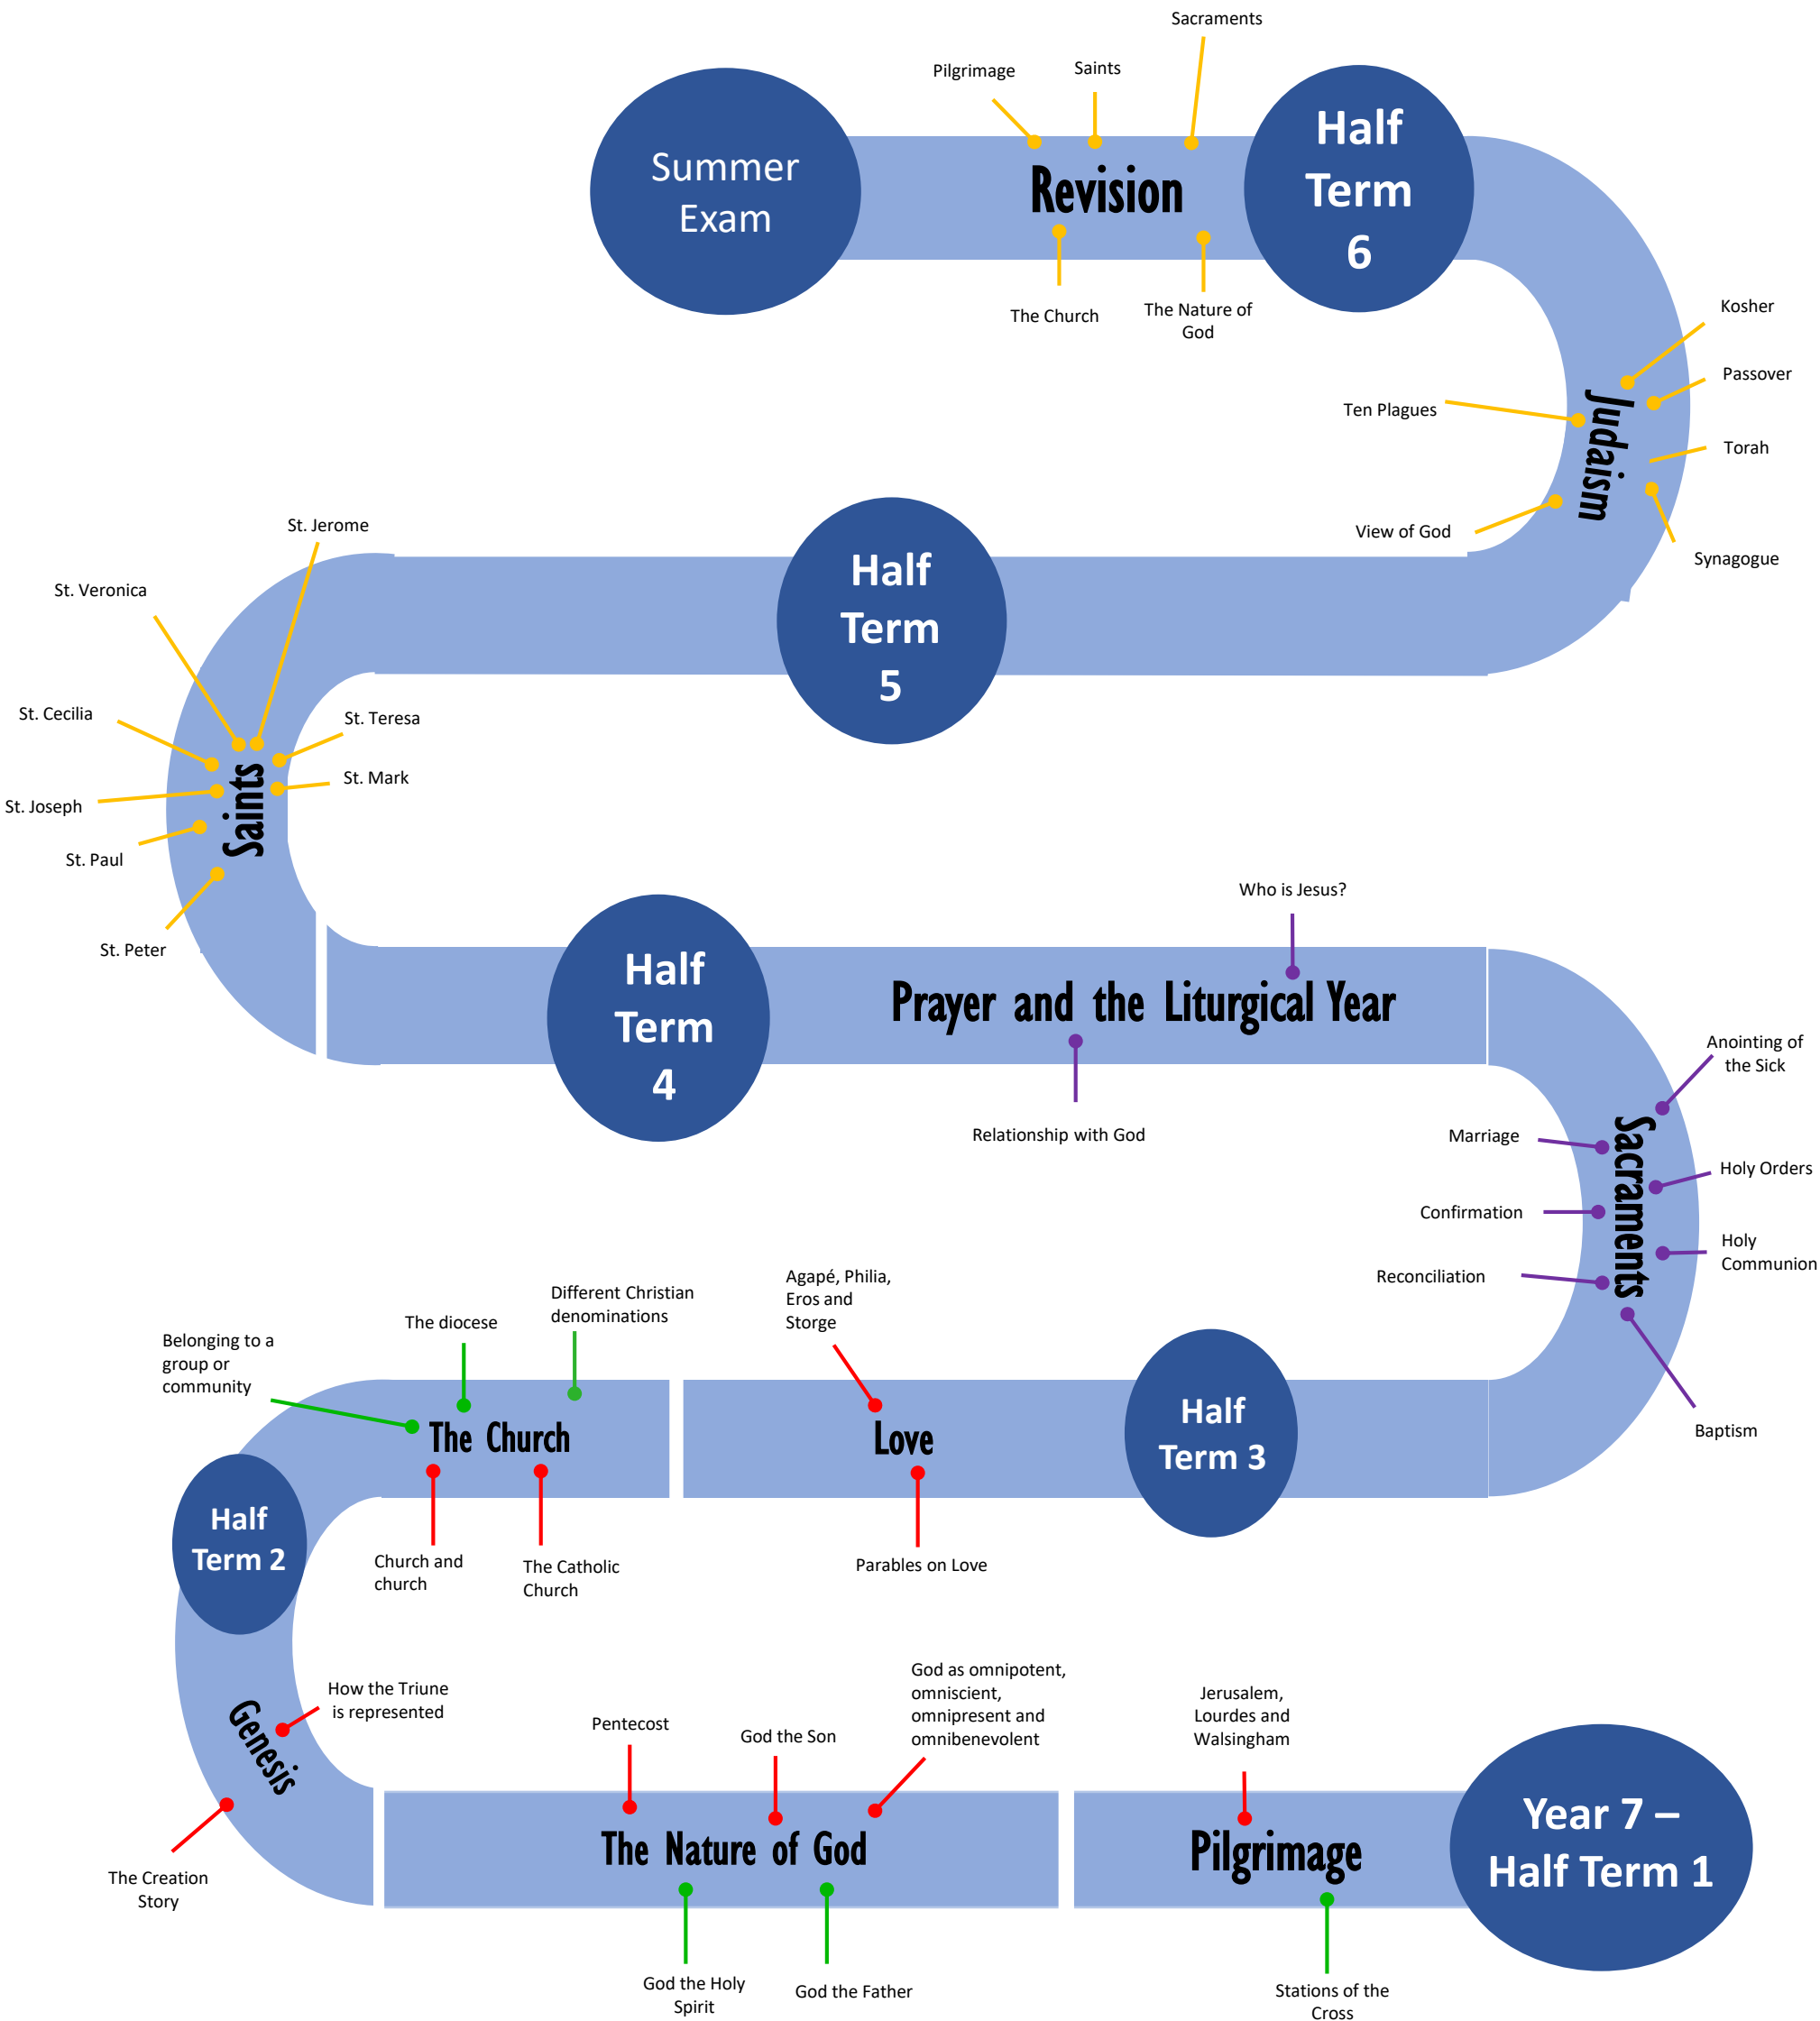 Sacraments
Pilgrimage
Saints
Summer
Exam
Revision
Half
Term
6
The Church
The Nature of
God
Kosher
Passover
Ten Plagues
Judaism
Torah
View of God
Synagogue
St. Jerome
St. Veronica
Half
Term
5
St. Cecilia
St. Teresa
St. Mark
St. Joseph
Saints
St. Paul
St. Peter
Who is Jesus?
Half
Term
4
Prayer and the Liturgical Year
Relationship with God
Anointing of
the Sick
Marriage
Holy Orders
Sacraments
Confirmation
Holy
Communion
Reconciliation
Baptism
Agapé, Philia,
Eros and
Storge
Different Christian
denominations
The diocese
Belonging to a
group or
community
The Church
Love
Half
Term 3
Half
Term 2
Church and
church
The Catholic
Church
Parables on Love
How the Triune
is represented
Genesis
The Creation
Story
Pentecost
God the Son
God as omnipotent,
omniscient,
omnipresent and
omnibenevolent
Jerusalem,
Lourdes and
Walsingham
The Nature of God
Pilgrimage
Year 7 –
Half Term 1
God the Holy
Spirit
God the Father
Stations of the
Cross